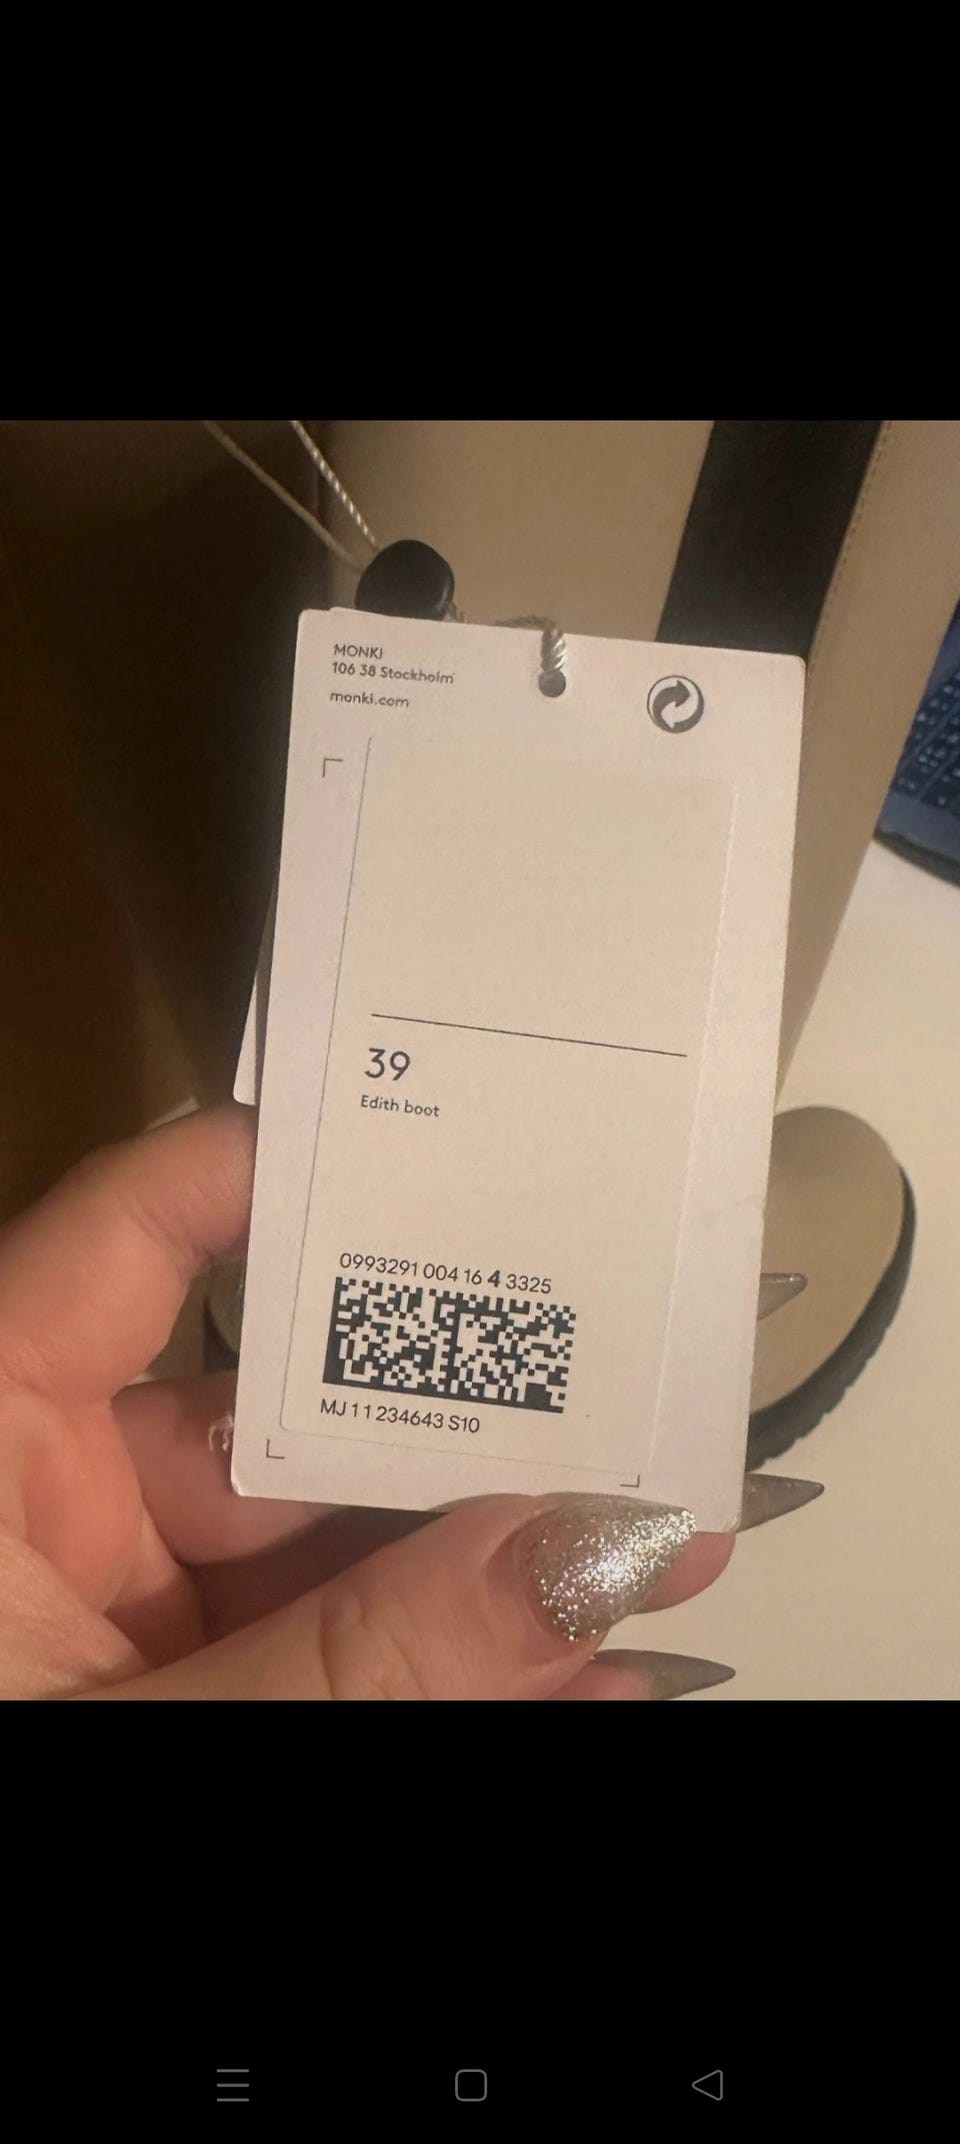 MONKI
106 38 Stockholm
monki.com
39
Edith boot
0993291 004 16 4 3325
MJ 11 234643 S10